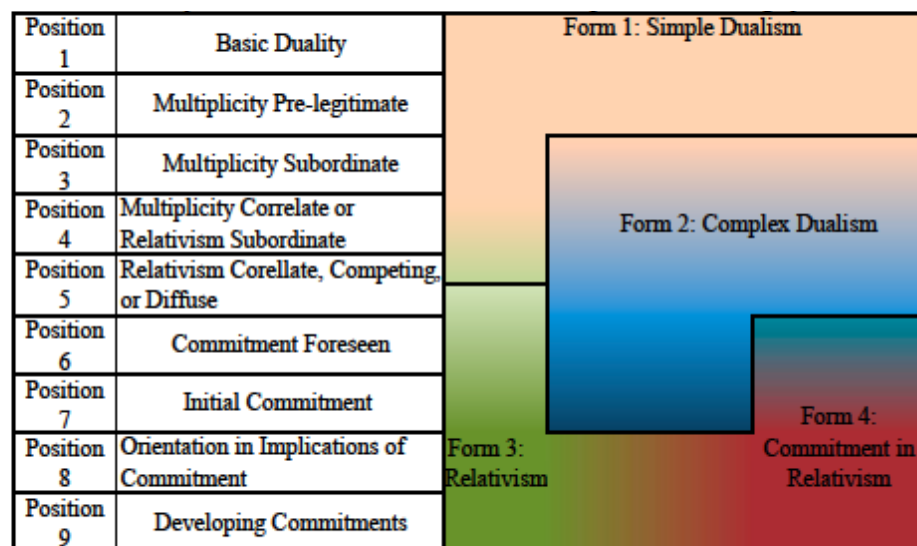 Position
1
Basic Duality
Form 1: Simple Dualism
Position
2
Multiplicity Pre-legitimate
Position
3
Multiplicity Subordinate
Position
4
Multiplicity Correlate or
Relativism Subordinate
Form 2: Complex Dualism
Position
5
Relativism Corellate, Competing,
or Diffuse
Position
6
Commitment Foreseen
Position
7
Initial Commitment
Position
8
Orientation in Implications of
Commitment
Form 3:
Relativism
Form 4:
Commitment in
Relativism
Position
9
Developing Commitments